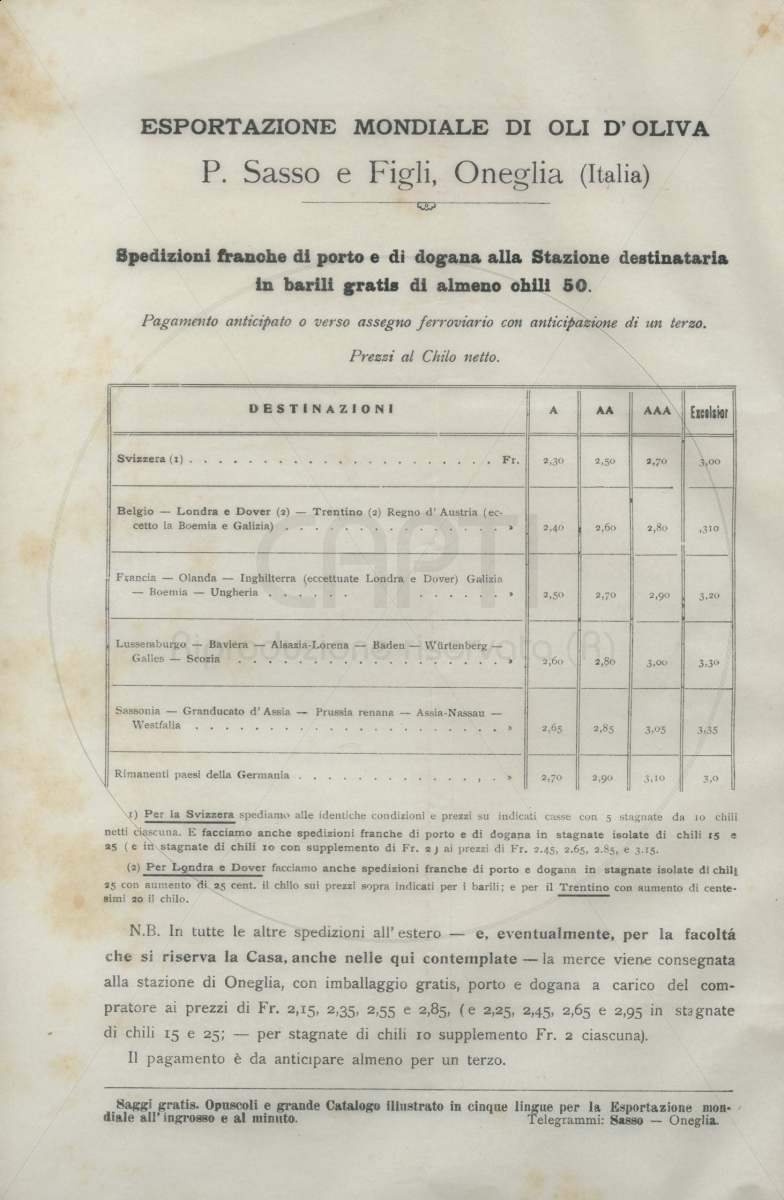 ESPORTAZIONE MONDIALE DI OLI D' OLIVA
P. Sasso e Figli, Oneglia (Italia)
Spedizioni franche di porto e di dogana alla Stazione destinataria
in barili gratis di almeno chili 50.
Pagamento anticipato o verso assegno ferroviario con anticipazione di un terzo.
Prezzi al Chilo netto.
DESTINAZIONI A AA AAA Excelsior
Svizzera (1) . . . . . . . . . . . . . . . . . . . . Fr. 2,30 2,50 2,70 3,00
Belgio — Londra e Dover (2) — Trentino (2) Regno d' Austria (ec-
cetto la Boemia e Galizia) . . . . . . . . . . . . . . . » 2,40 2,60 2,80 ,310
Francia — Olanda — Inghilterra (eccettuate Londra e Dover) Galizia
— Boemia — Ungheria . . . . . . . . . . . . . » 2,50 2,70 2,90 3,20
Lussemburgo — Baviera — Alsazia-Lorena — Baden — Würtenberg —
Galles — Scozia . . . . . . . . . . . . . . . . . . » 2,60 2,80 3,00 3,30
Sassonia — Granducato d' Assia — Prussia renana — Assia-Nassau —
Westfalla . . . . . . . . . . . . . . . . . . . . . » 2,65 2,85 3,05 3,35
Rimanenti paesi della Germania . . . . . . . . . . . . . . » 2,70 2,90 3,10 3,0
1) Per la Svizzera spediamo alle identiche condizioni e prezzi su indicati casse con 5 stagnate da 10 chili
netti ciascuna. E facciamo anche spedizioni franche di porto e di dogana in stagnate isolate di chili 15 e
25 (e in stagnate di chili 10 con supplemento di Fr. 2) ai prezzi di Fr. 2.45, 2.65, 2.85, e 3.15.
(2) Per Londra e Dover facciamo anche spedizioni franche di porto e dogana in stagnate isolate di chili
25 con aumento di 25 cent. il chilo sui prezzi sopra indicati per i barili; e per il Trentino con aumento di cente-
simi 20 il chilo.
N.B. In tutte le altre spedizioni all' estero — e, eventualmente, per la facoltá
che si riserva la Casa, anche nelle qui contemplate — la merce viene consegnata
alla stazione di Oneglia, con imballaggio gratis, porto e dogana a carico del com-
pratore ai prezzi di Fr. 2,15, 2,35, 2,55 e 2,85, (e 2,25, 2,45, 2,65 e 2,95 in stagnate
di chili 15 e 25; — per stagnate di chili 10 supplemento Fr. 2 ciascuna).
Il pagamento è da anticipare almeno per un terzo.
Saggi gratis. Opuscoli e grande Catalogo illustrato in cinque lingue per la Esportazione mon-
diale all' ingrosso e al minuto. Telegrammi: Sasso — Oneglia.
CAPTI
Riproduzione riservata (R)